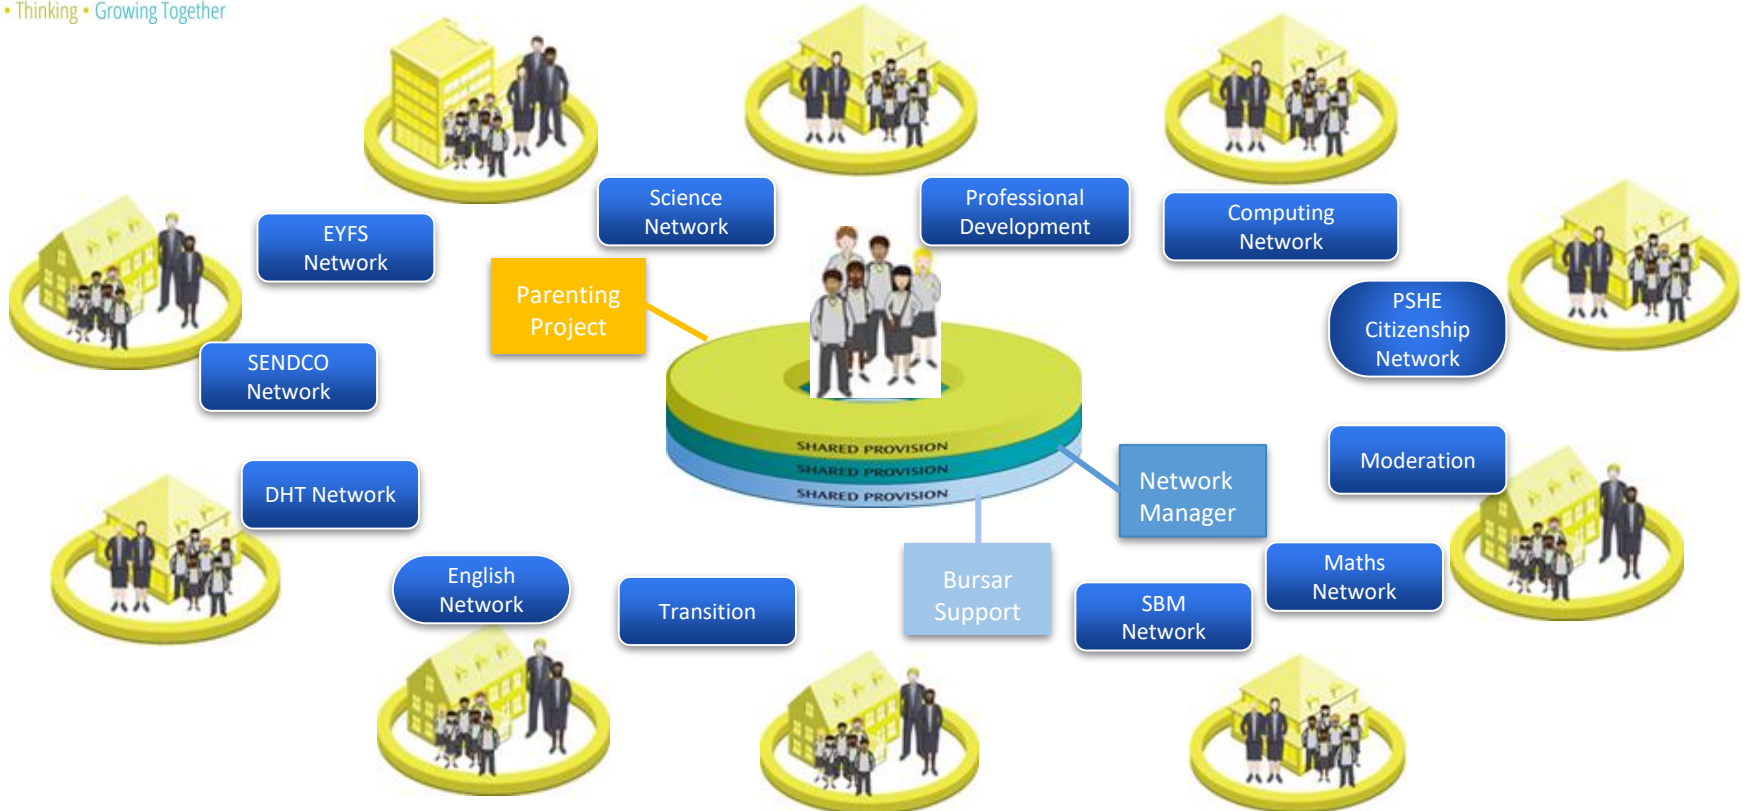 • Thinking • Growing Together
Science
Network
Professional
Development
Computing
Network
EYFS
Network
Parenting
Project
PSHE
Citizenship
Network
SENDCO
Network
SHARED PROVISION
SHARED PROVISION
SHARED PROVISION
DHT Network
Network
Manager
Moderation
English
Network
Transition
Bursar
Support
SBM
Network
Maths
Network